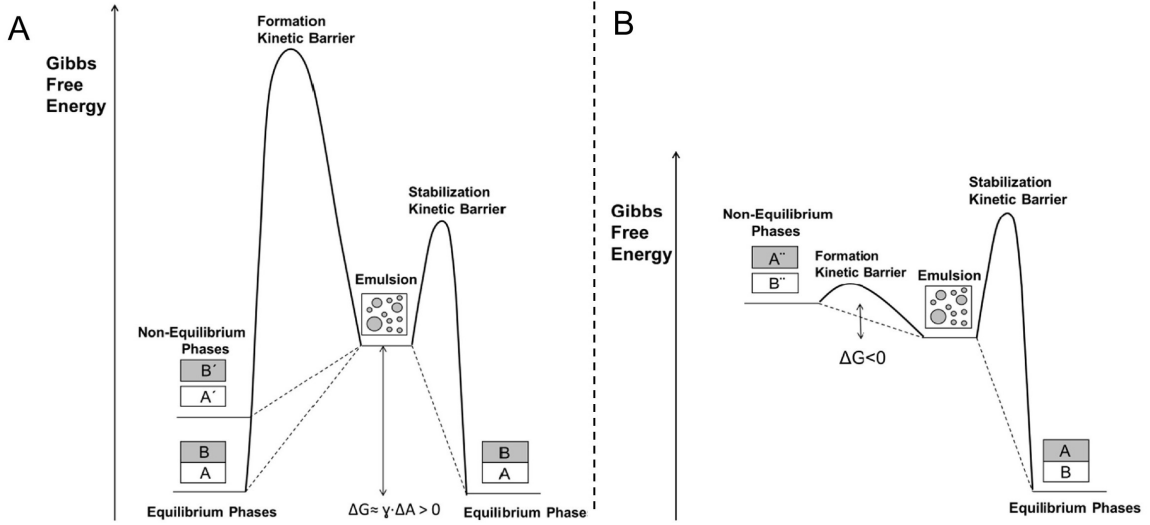 A
Formation
Kinetic Barrier
Gibbs
Free
Energy
Stabilization
Kinetic Barrier
Emulsion
Non-Equilibrium
Phases
B´
A´
B
A
Equilibrium Phases
ΔG≈ γ·ΔA > 0
B
A
Equilibrium Phase
B
Gibbs
Free
Energy
Non-Equilibrium
Phases
A¨
B¨
Formation
Kinetic Barrier
Stabilization
Kinetic Barrier
Emulsion
ΔG<0
A
B
Equilibrium Phases